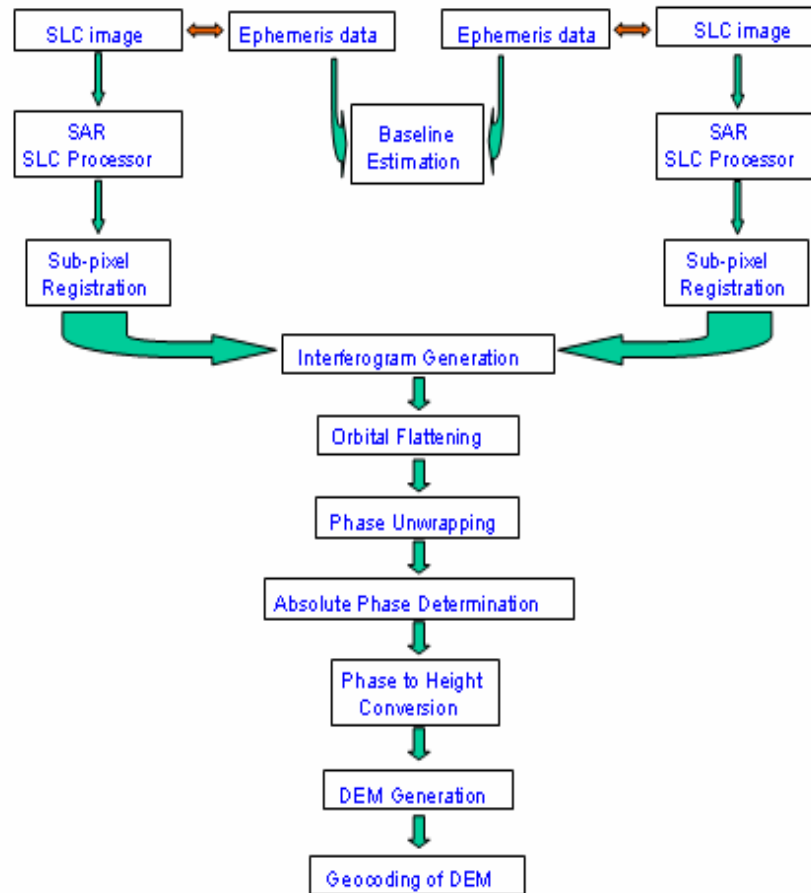 SLC image
Ephemeris data
Ephemeris data
SLC image
SAR
SLC Processor
Baseline
Estimation
SAR
SLC Processor
Sub-pixel
Registration
Sub-pixel
Registration
Interferogram Generation
Orbital Flattening
Phase Unwrapping
Absolute Phase Determination
Phase to Height
Conversion
DEM Generation
Geocoding of DEM